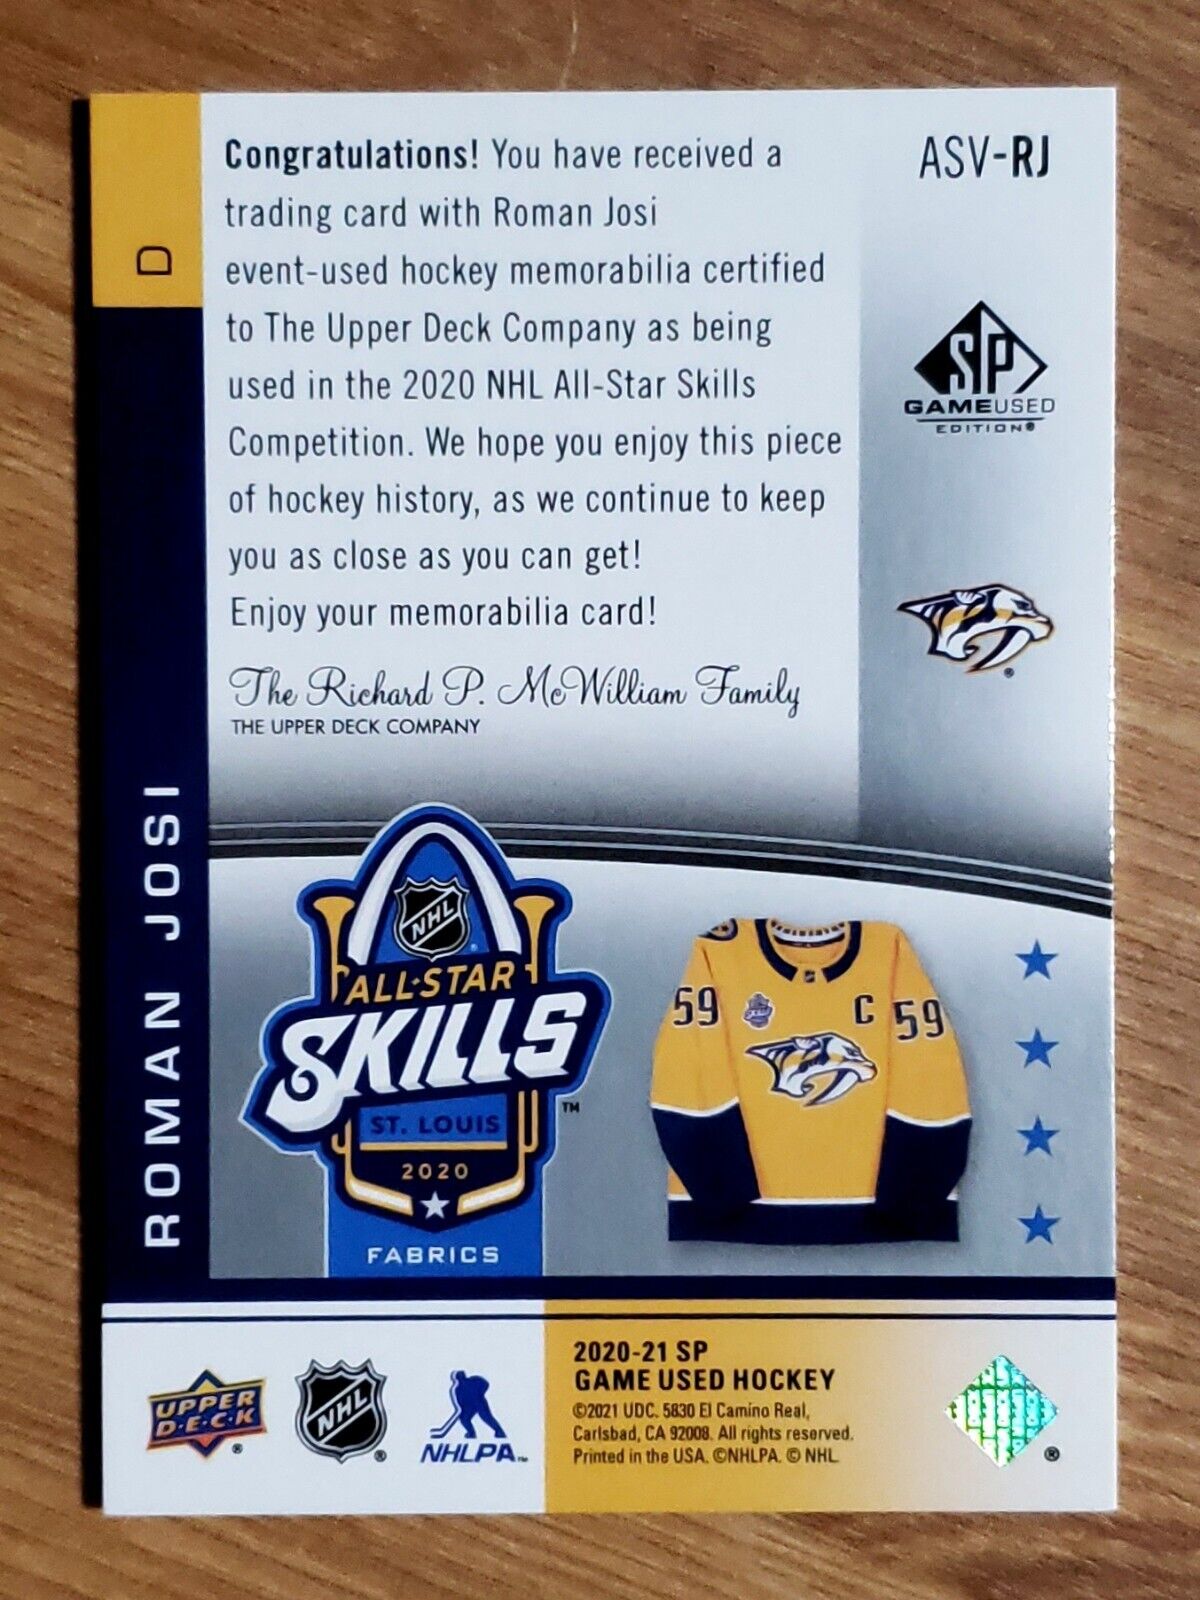 D
Congratulations! You have received a
trading card with Roman Josi
event-used hockey memorabilia certified
to The Upper Deck Company as being
used in the 2020 NHL All-Star Skills
Competition. We hope you enjoy this piece
of hockey history, as we continue to keep
you as close as you can get!
Enjoy your memorabilia card!
The Richard P. McWilliam Family
THE UPPER DECK COMPANY
ASV-RJ
SP
GAMEUSED
EDITION®
®
ROMAN JOSI
NHL
®
ALL-STAR
SKILLS
™
ST. LOUIS
2020
FABRICS
59
C
59
UPPER
D·E·C·K
®
NHL
®
NHLPA™
2020-21 SP
GAME USED HOCKEY
©2021 UDC. 5830 El Camino Real,
Carlsbad, CA 92008. All rights reserved.
Printed in the USA. ©NHLPA. © NHL
®